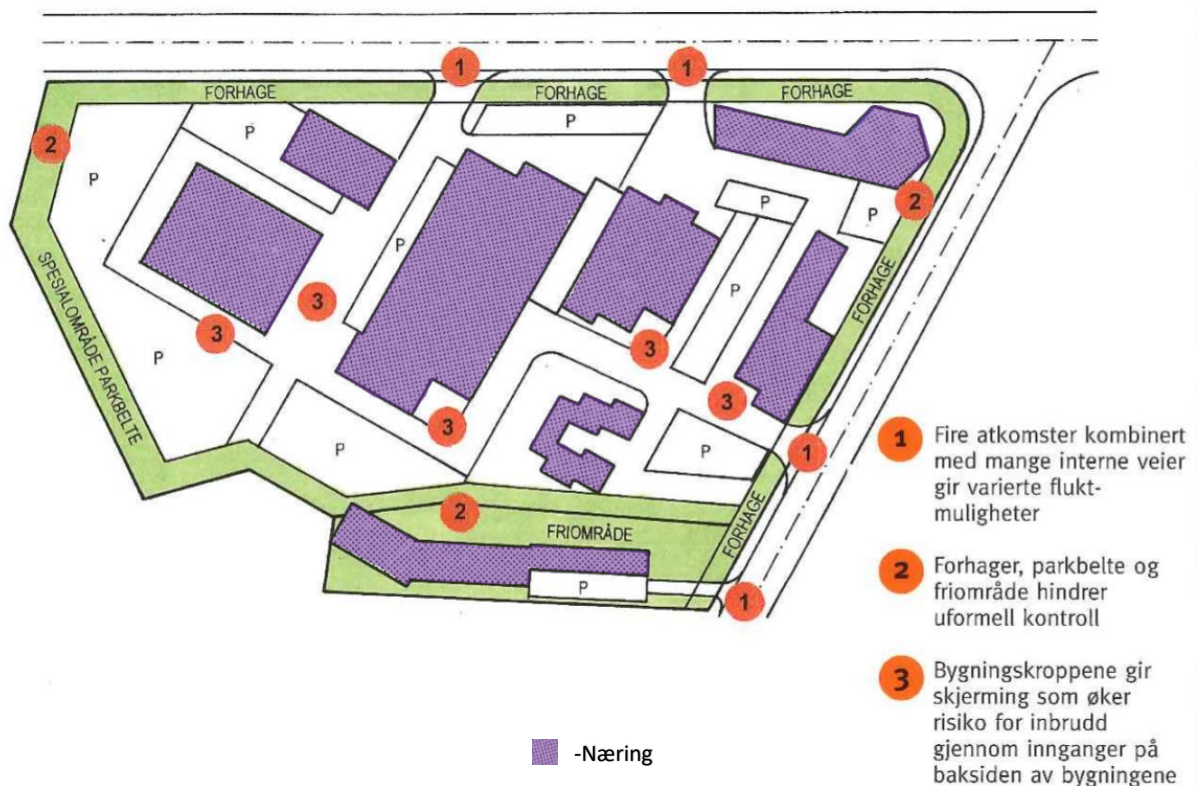 1
1
FORHAGE
FORHAGE
FORHAGE
P
P
2
P
2
P
P
P
FORHAGE
SPESIALOMRÅDE PARKBELTE
P
3
3
P
3
3
3
P
P
1
2
FRIOMRÅDE
FORHAGE
P
1
1 Fire atkomster kombinert
med mange interne veier
gir varierte flukt-
muligheter
2 Forhager, parkbelte og
friområde hindrer
uformell kontroll
3 Bygningskroppene gir
skjerming som øker
risiko for inbrudd
gjennom innganger på
baksiden av bygningene
-Næring